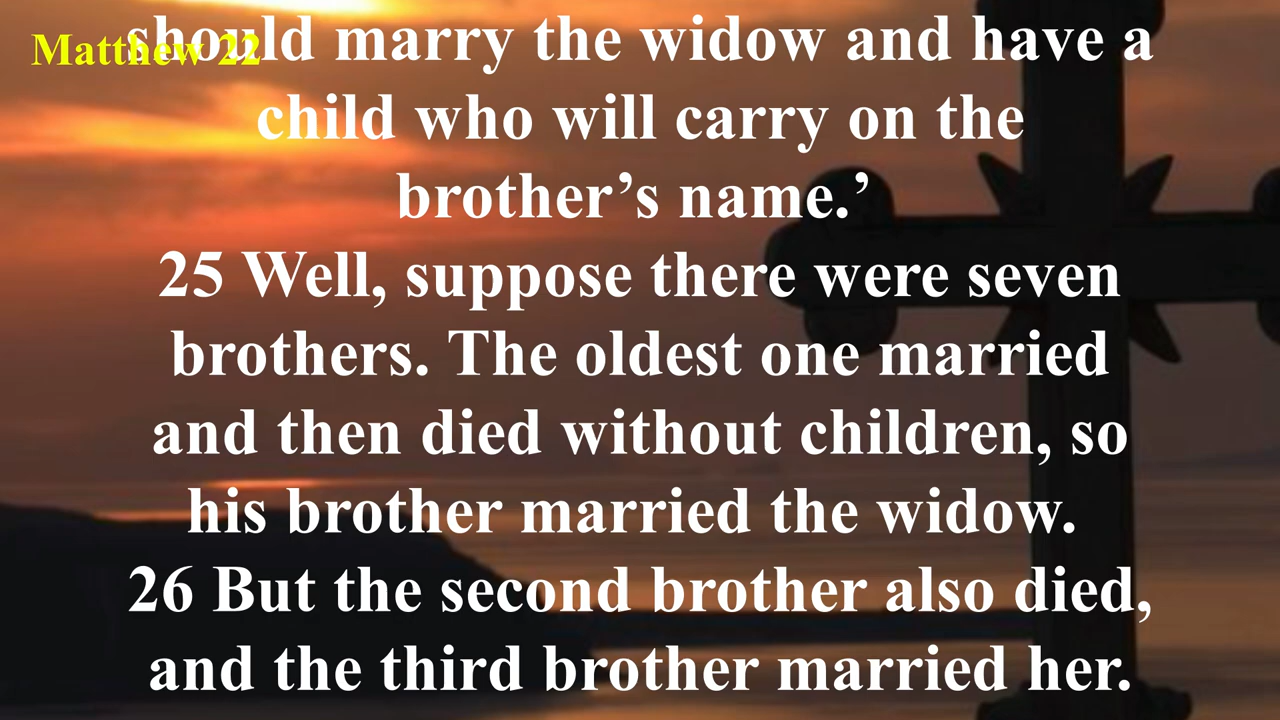 Matthew 22
should marry the widow and have a
child who will carry on the
brother’s name.’
25 Well, suppose there were seven
brothers. The oldest one married
and then died without children, so
his brother married the widow.
26 But the second brother also died,
and the third brother married her.